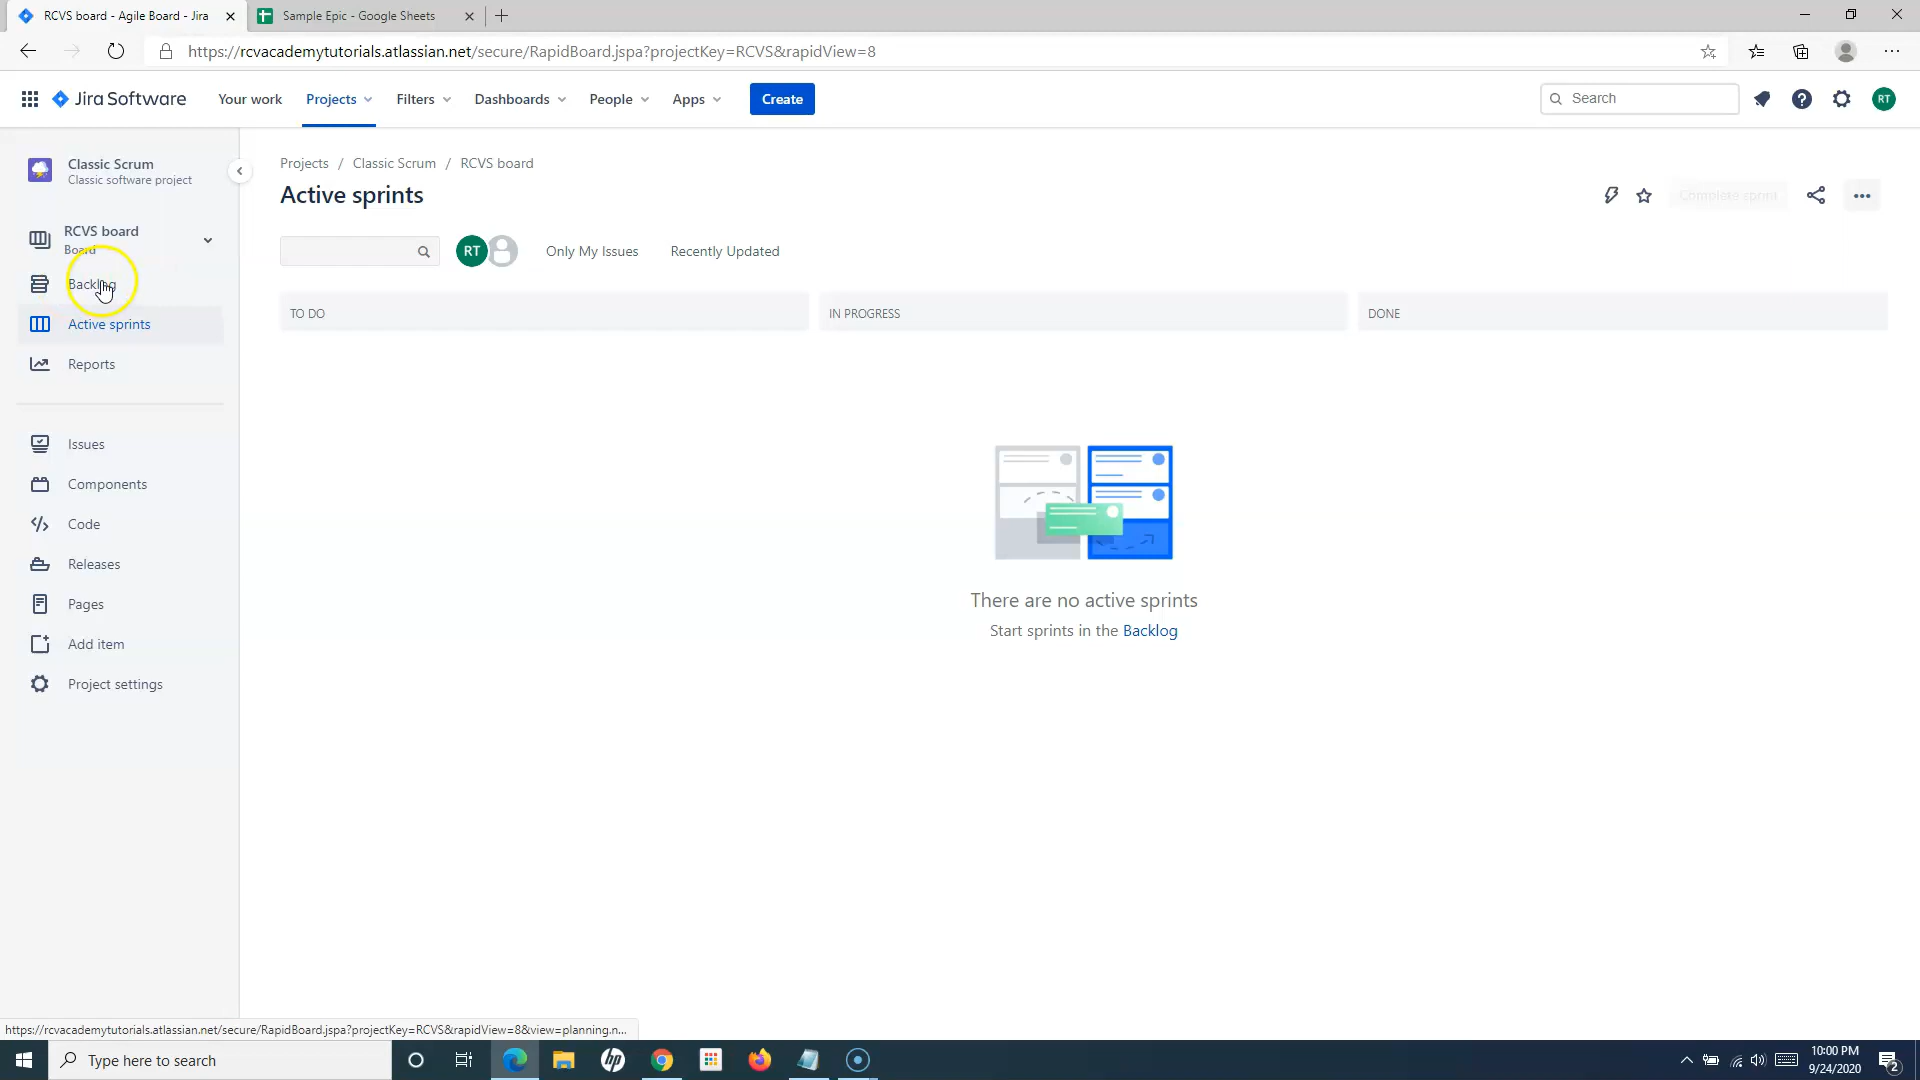 RCVS board - Agile Board - Jira
Sample Epic - Google Sheets
https://rcvacademytutorials.atlassian.net/secure/RapidBoard.jspa?projectKey=RCVS&rapidView=8
Jira Software
Your work
Projects
Filters
Dashboards
People
Apps
Create
Search
RT
Classic Scrum
Classic software project
RCVS board
Board
Backlog
Active sprints
Reports
Issues
Components
Code
Releases
Pages
Add item
Project settings
Projects / Classic Scrum / RCVS board
Active sprints
Complete sprint
RT
Only My Issues
Recently Updated
TO DO
IN PROGRESS
DONE
There are no active sprints
Start sprints in the Backlog
https://rcvacademytutorials.atlassian.net/secure/RapidBoard.jspa?projectKey=RCVS&rapidView=8&view=planning.n...
Type here to search
hp
10:00 PM
9/24/2020
2